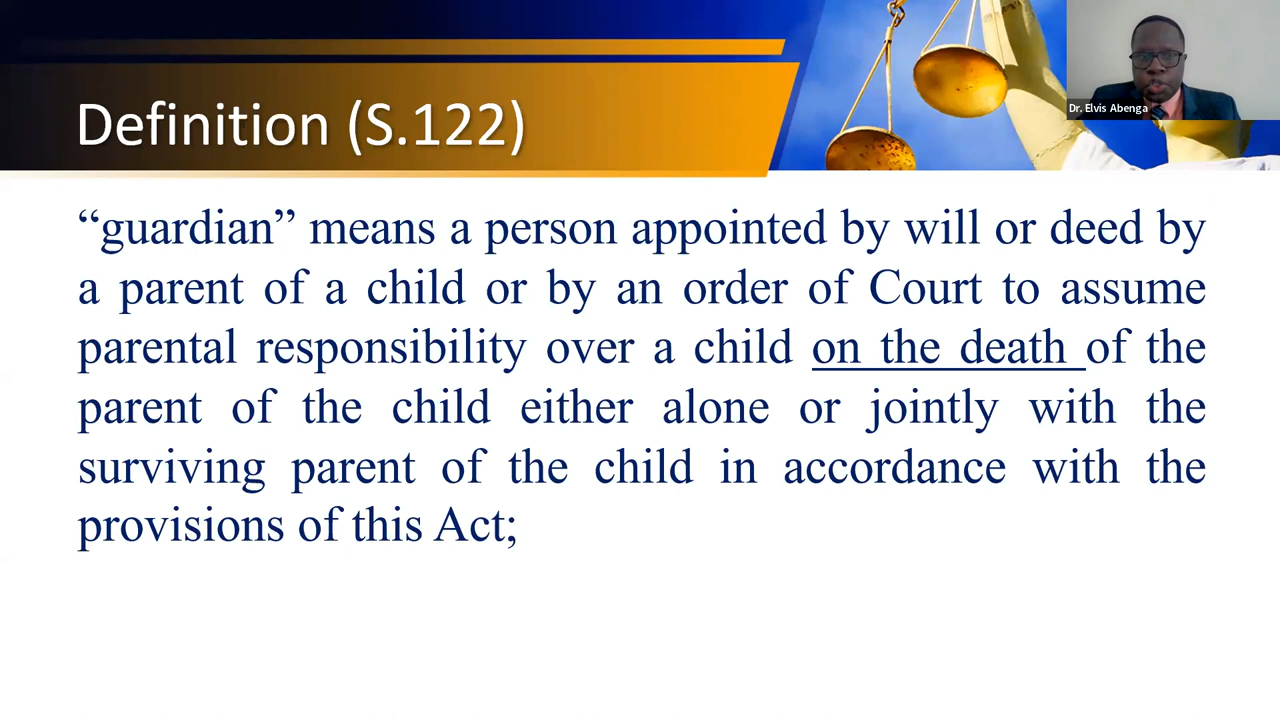 Definition (S.122)
Dr. Elvis Abenga
“guardian” means a person appointed by will or deed by
a parent of a child or by an order of Court to assume
parental responsibility over a child on the death of the
parent of the child either alone or jointly with the
surviving parent of the child in accordance with the
provisions of this Act;